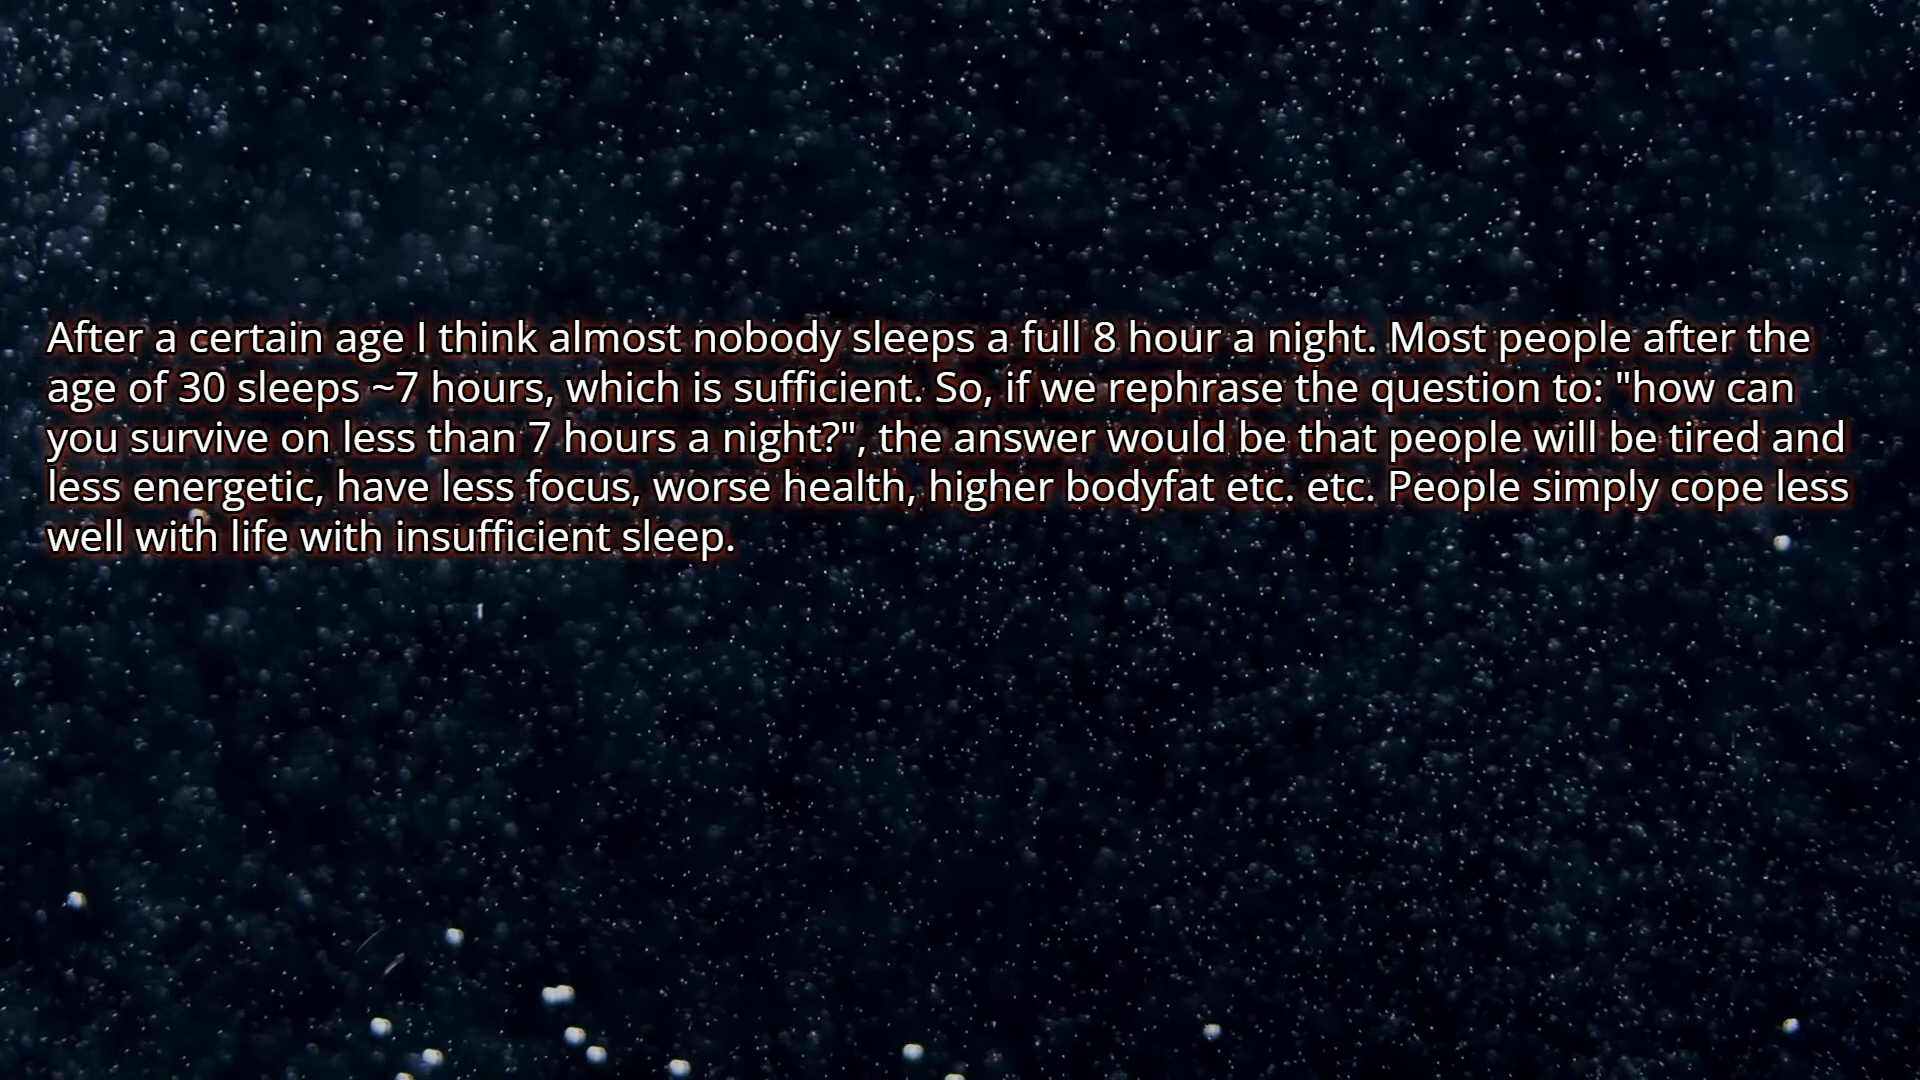 After a certain age I think almost nobody sleeps a full 8 hour a night. Most people after the
age of 30 sleeps ~7 hours, which is sufficient. So, if we rephrase the question to: "how can
you survive on less than 7 hours a night?", the answer would be that people will be tired and
less energetic, have less focus, worse health, higher bodyfat etc. etc. People simply cope less
well with life with insufficient sleep.